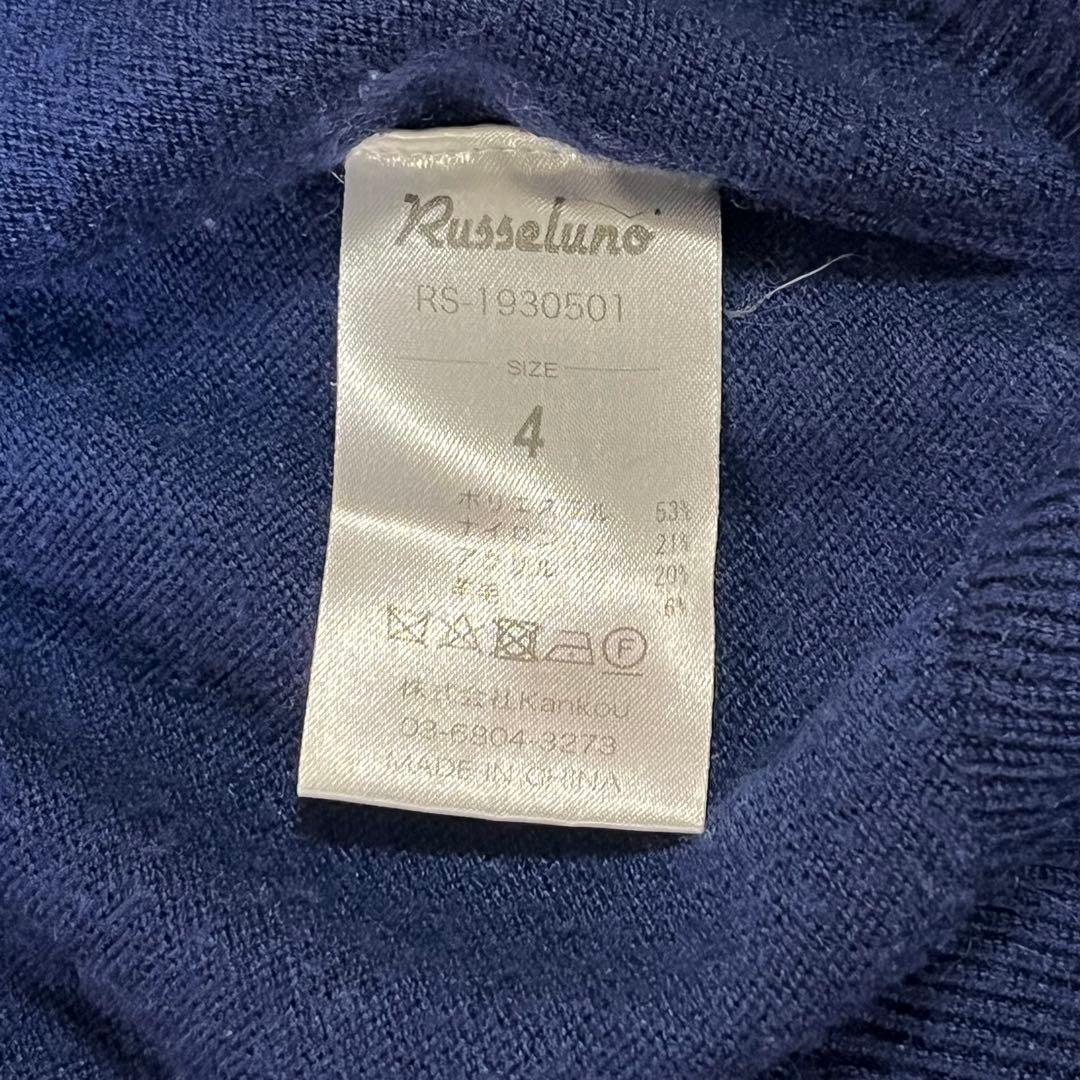 Russeluno
RS-1930501
SIZE
4
ポリエステル 53%
ナイロン 21%
アクリル 20%
羊毛 6%
F
株式会社Kankou
03-6804-3273
MADE IN CHINA